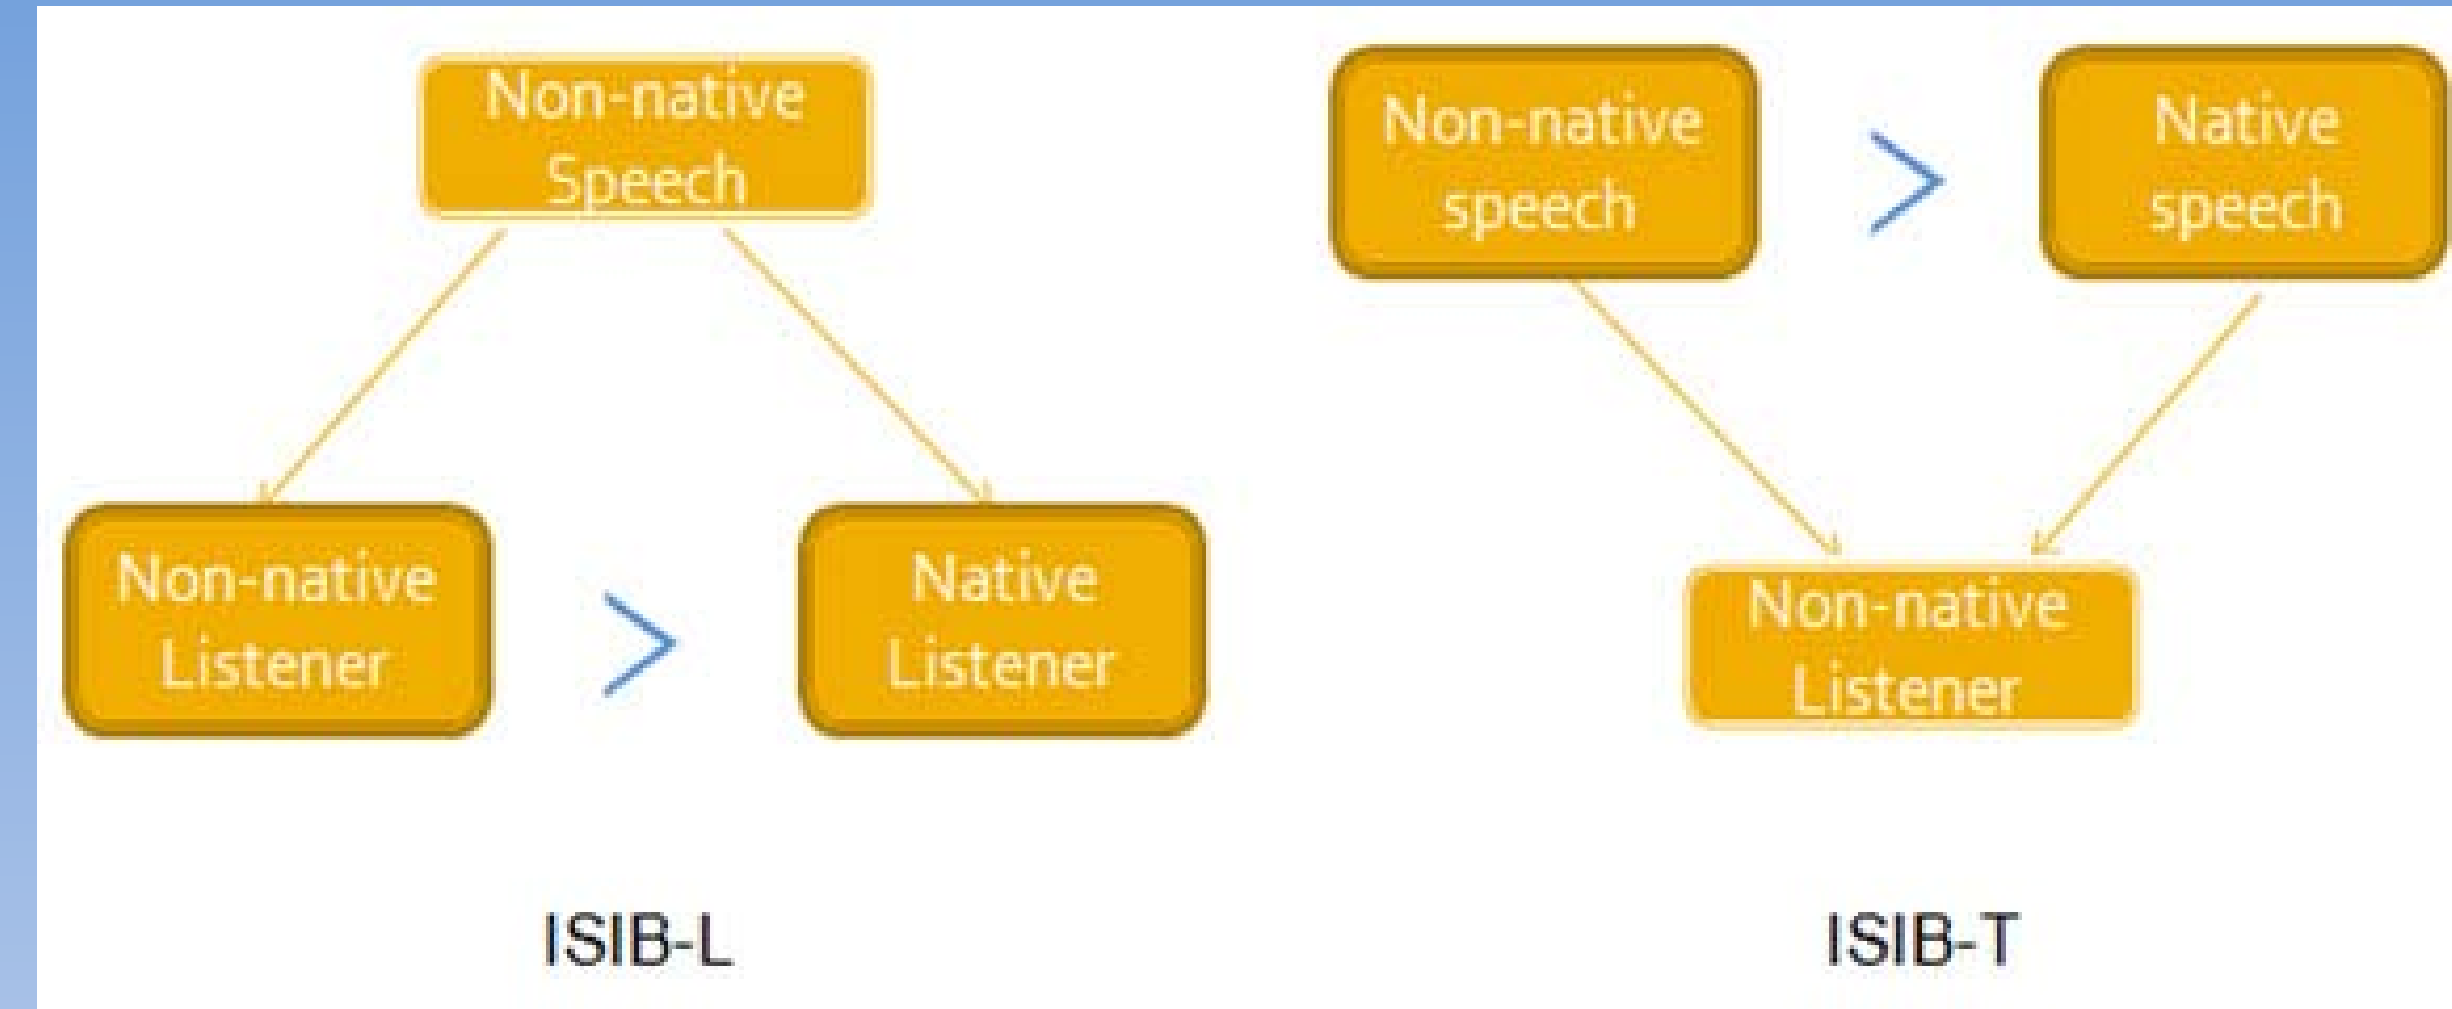 Non-native
Speech
Non-native
Listener
>
Native
Listener
ISIB-L
Non-native
speech
>
Native
speech
Non-native
Listener
ISIB-T